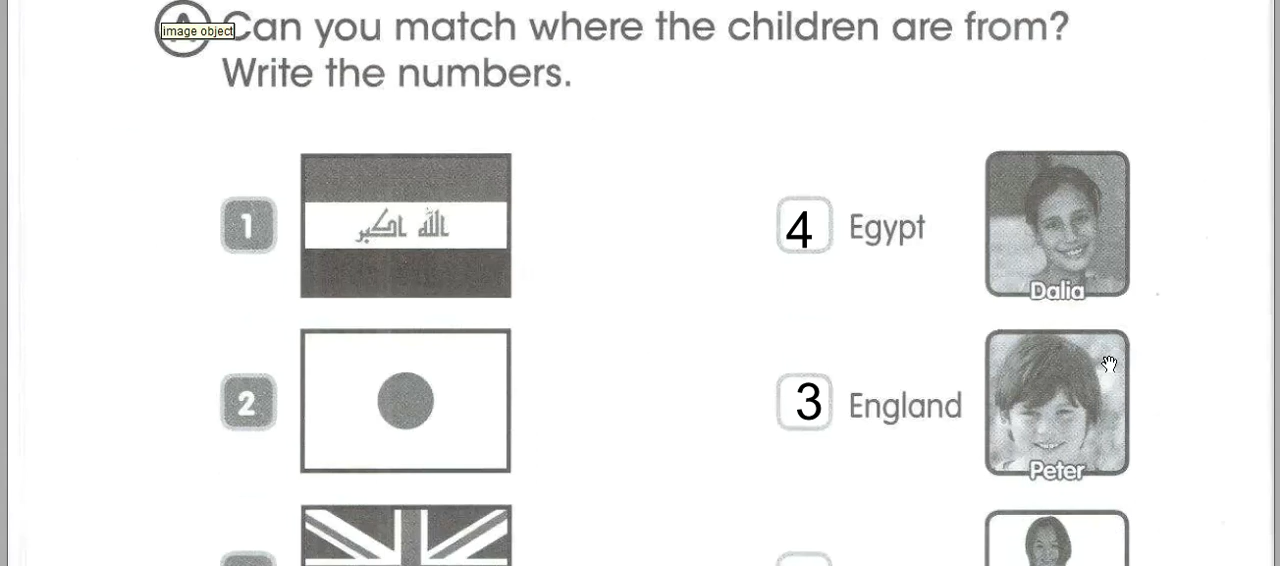 image object
Can you match where the children are from?
Write the numbers.
1
الله اكبر
4 Egypt
Dalia
2
3 England
Peter